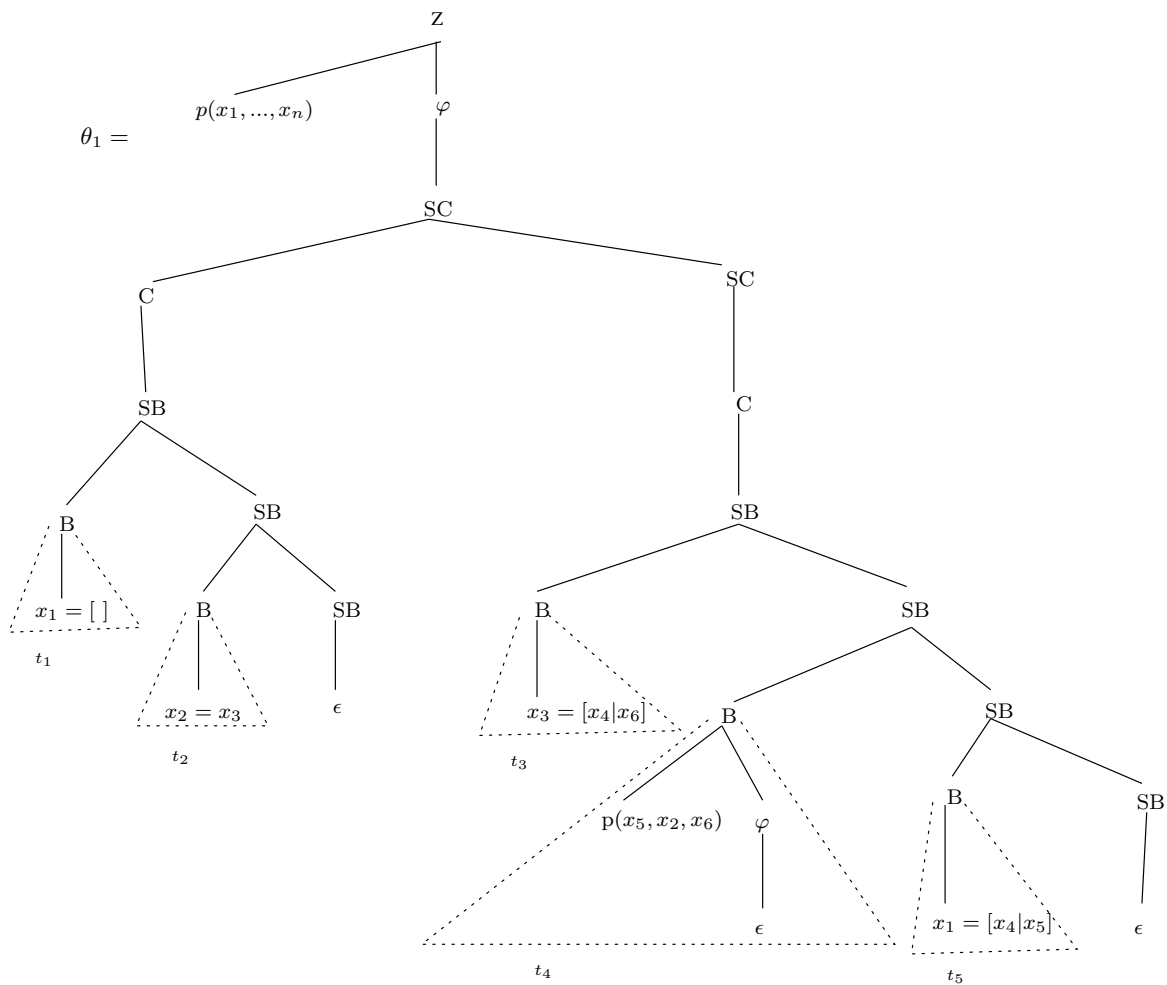 Z
p(x₁, ..., xₙ) φ
θ₁ =
SC
C SC
SB C
B SB SB
x₁ = [ ] B SB B SB
t₁
x₂ = x₃ ϵ x₃ = [x₄|x₆] B SB
t₂ t₃
p(x₅, x₂, x₆) φ B SB
ϵ x₁ = [x₄|x₅] ϵ
t₄ t₅